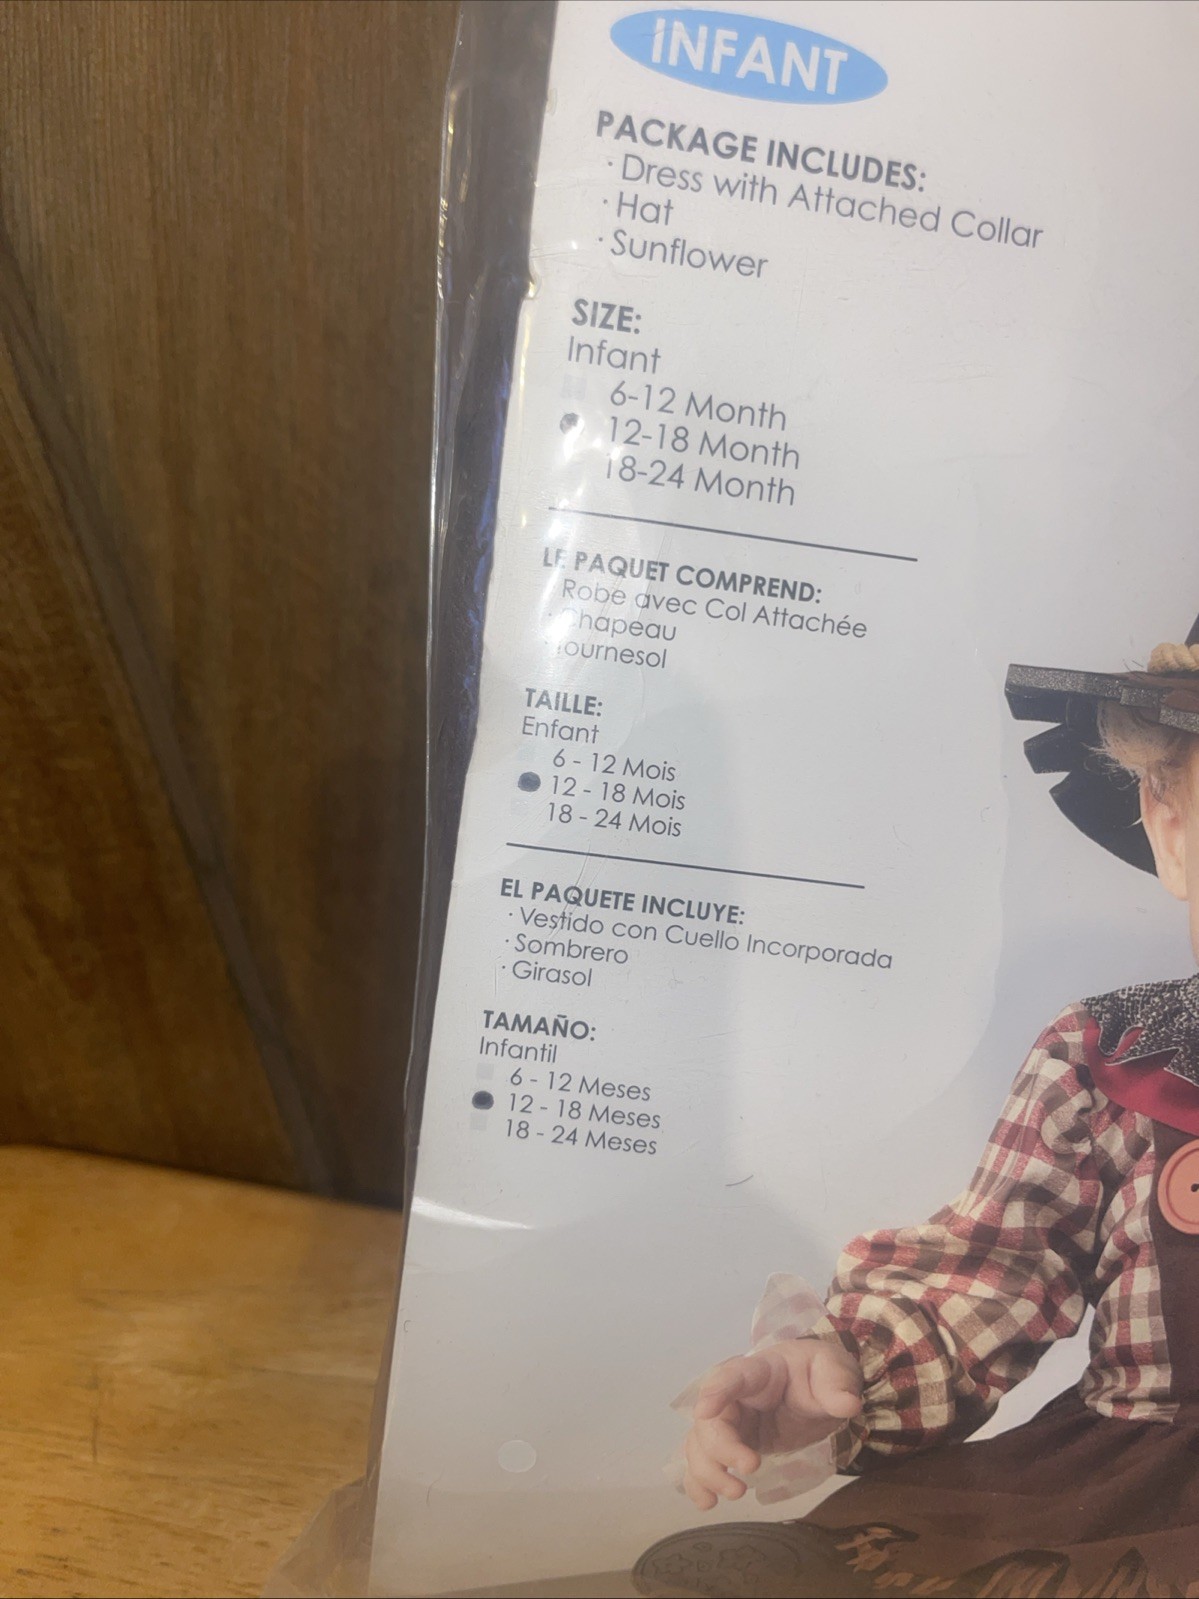 INFANT
PACKAGE INCLUDES:
· Dress with Attached Collar
· Hat
· Sunflower
SIZE:
Infant
6-12 Month
12-18 Month
18-24 Month
LE PAQUET COMPREND:
· Robe avec Col Attachée
· Chapeau
· Tournesol
TAILLE:
Enfant
6 - 12 Mois
12 - 18 Mois
18 - 24 Mois
EL PAQUETE INCLUYE:
· Vestido con Cuello Incorporada
· Sombrero
· Girasol
TAMAÑO:
Infantil
6 - 12 Meses
12 - 18 Meses
18 - 24 Meses